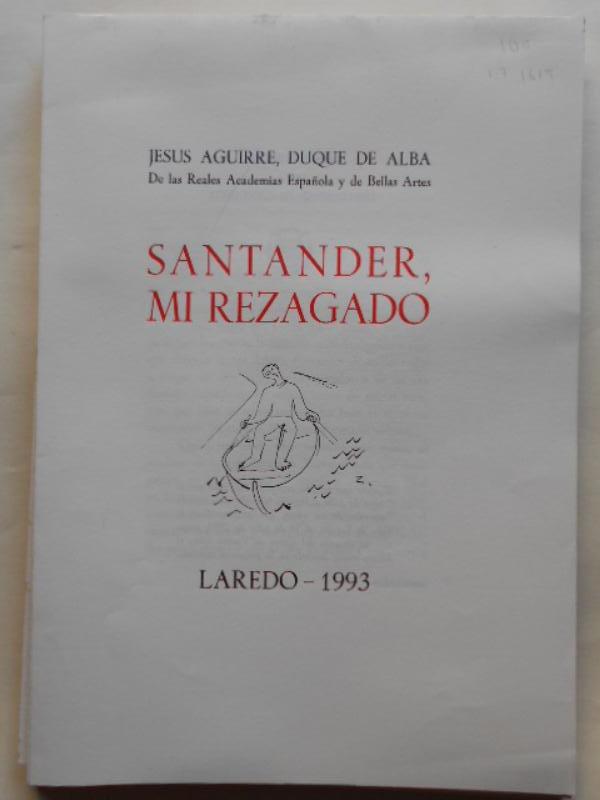 JESUS AGUIRRE, DUQUE DE ALBA
De las Reales Academias Española y de Bellas Artes
SANTANDER,
MI REZAGADO
Z.
LAREDO – 1993